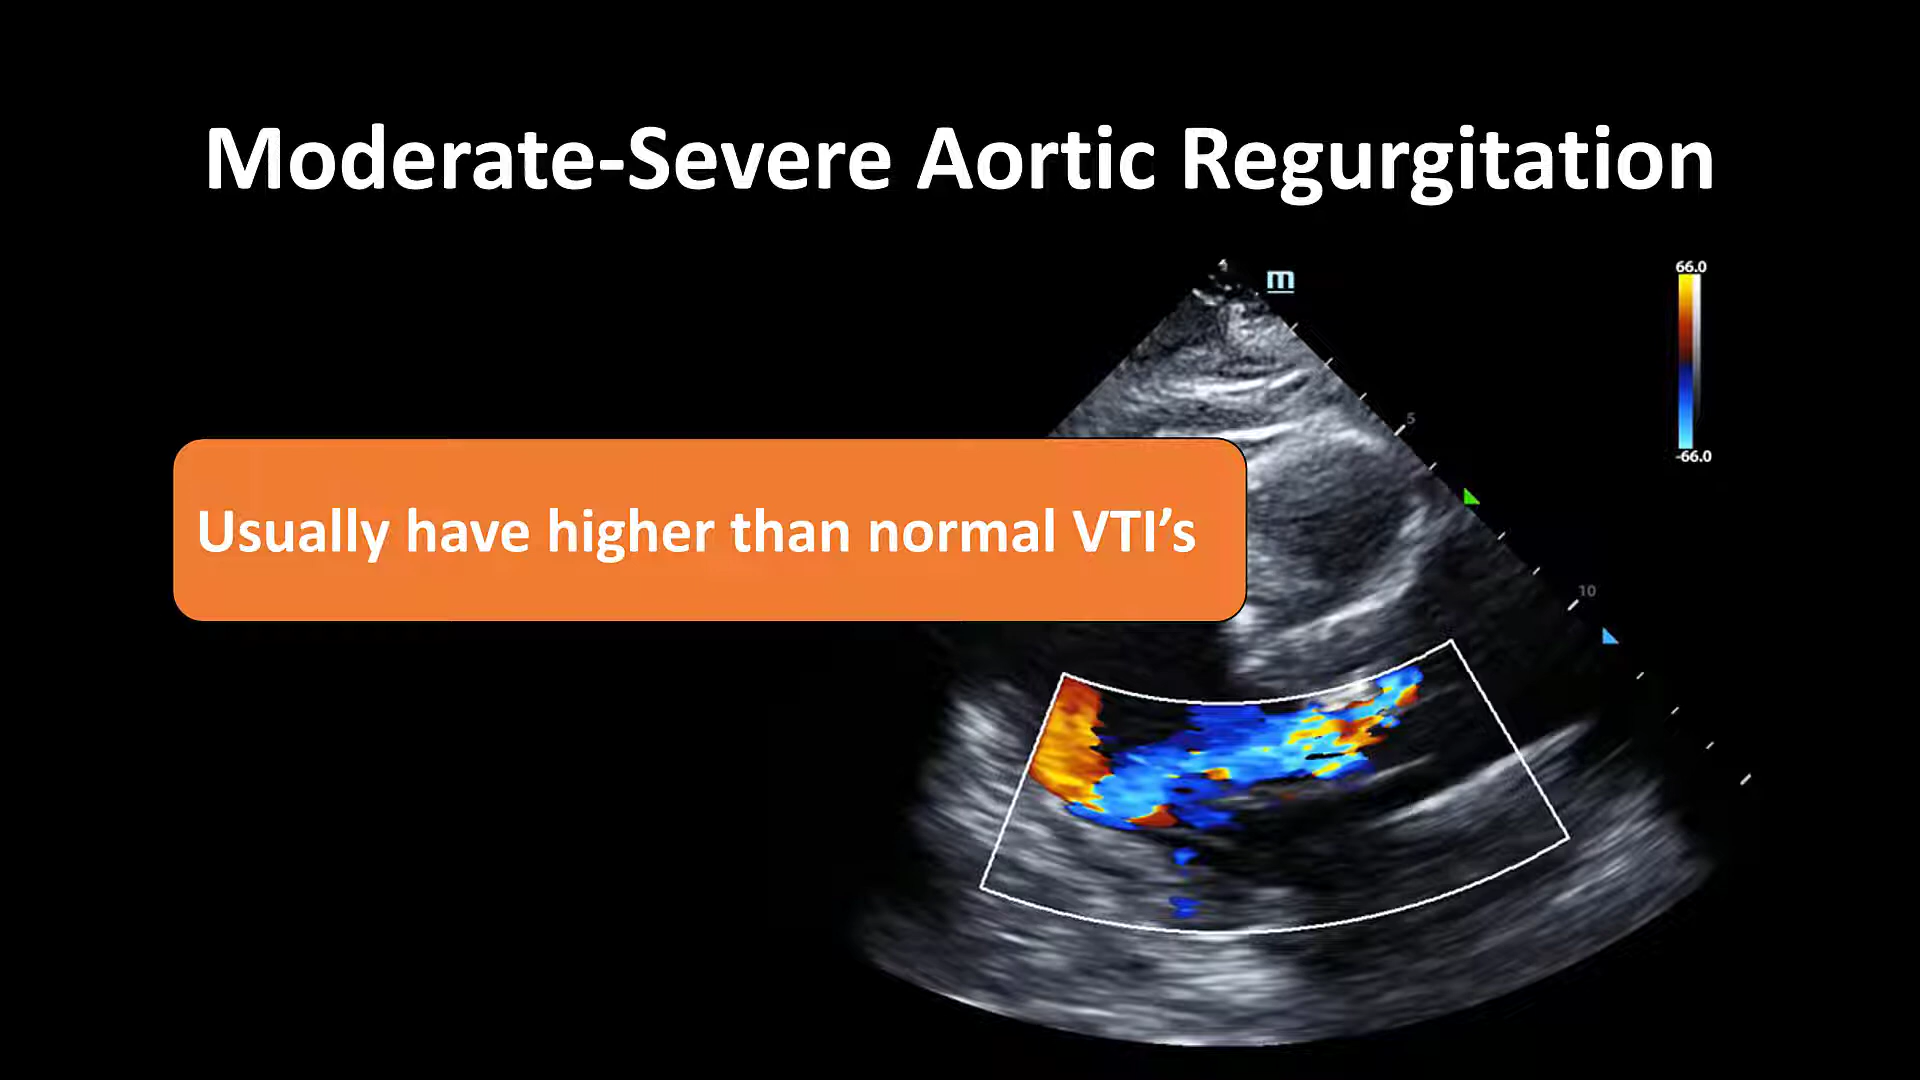 Moderate-Severe Aortic Regurgitation
m
66.0
-66.0
5
Usually have higher than normal VTI’s
10